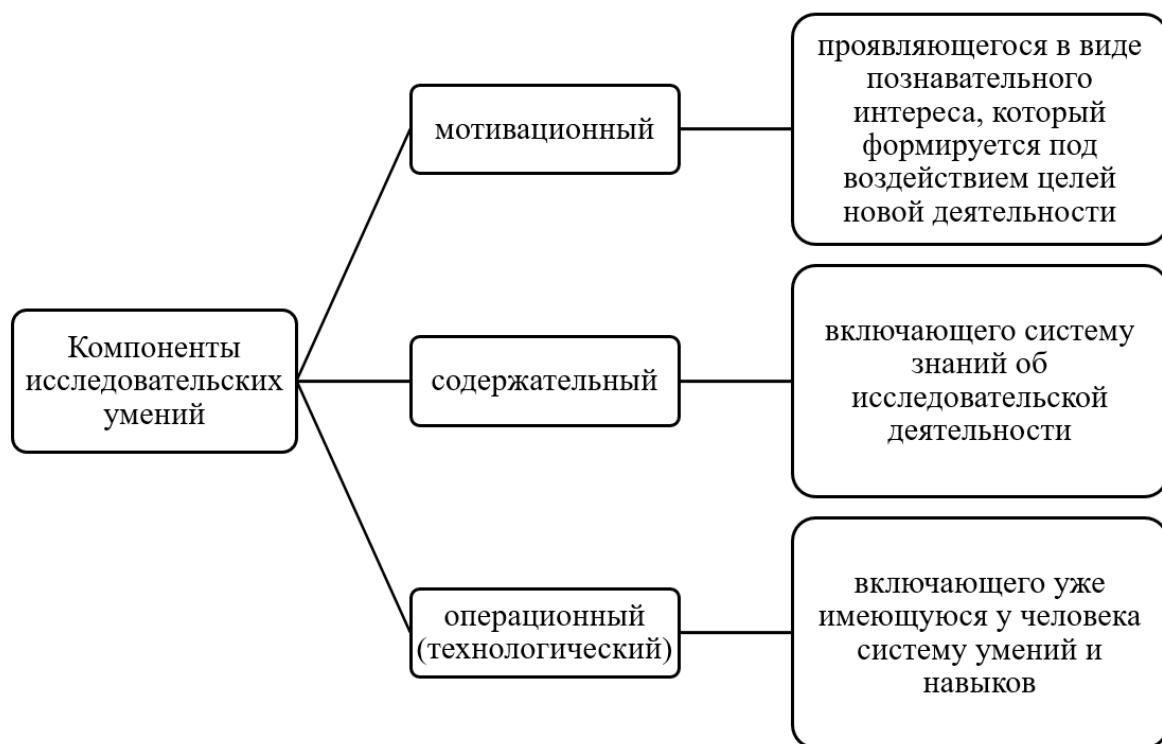 Компоненты
исследовательских
умений
мотивационный
проявляющегося в виде
познавательного
интереса, который
формируется под
воздействием целей
новой деятельности
содержательный
включающего систему
знаний об
исследовательской
деятельности
операционный
(технологический)
включающего уже
имеющуюся у человека
систему умений и
навыков